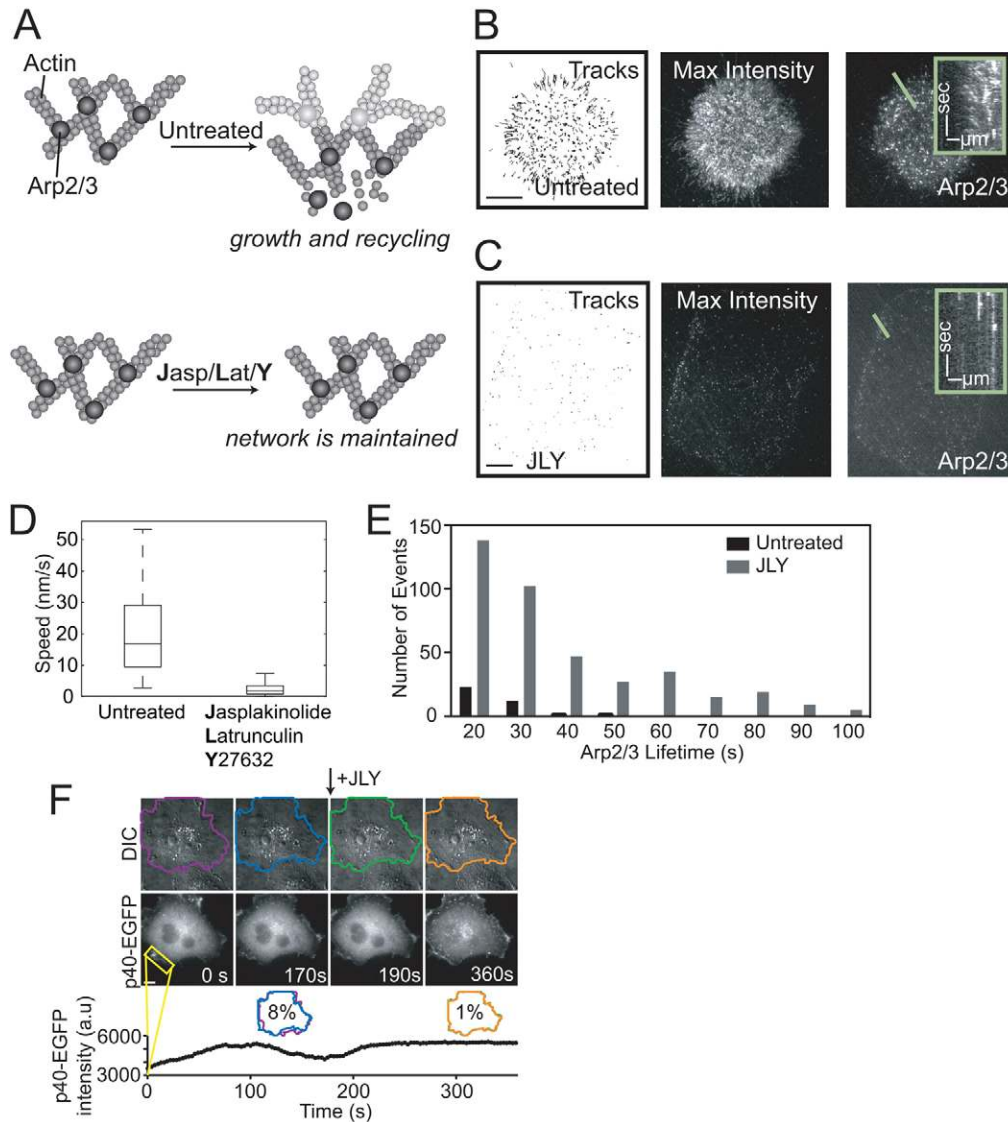 A
Actin
Arp2/3
Untreated
growth and recycling
Jasp/Lat/Y
network is maintained
B
Tracks
Untreated
Max Intensity
sec
µm
Arp2/3
C
Tracks
JLY
Max Intensity
sec
µm
Arp2/3
D
Speed (nm/s)
50
40
30
20
10
0
Untreated
Jasplakinolide
Latrunculin
Y27632
E
Number of Events
150
100
50
0
Untreated
JLY
20 30 40 50 60 70 80 90 100
Arp2/3 Lifetime (s)
F
+JLY
DIC
p40-EGFP
0 s
170s
190s
360s
8%
1%
p40-EGFP
intensity (a.u)
6000
3000
0 100 200 300
Time (s)